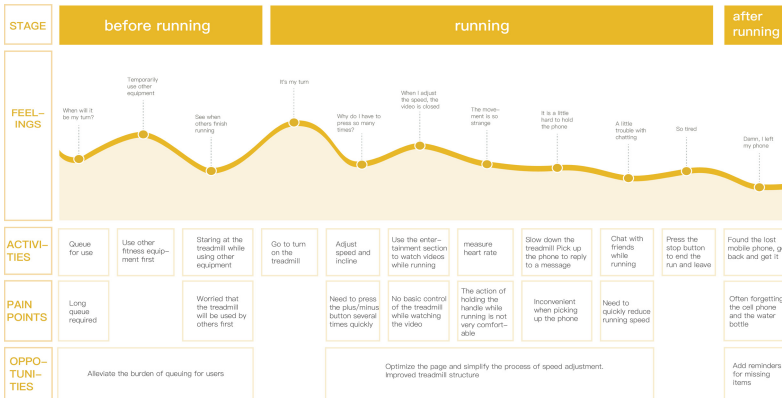 STAGE
before running
running
after
running
FEEL-
INGS
When will it
be my turn?
Temporarily
use other
equipment
See when
others finish
running
It's my turn
Why do I have to
press so many
times?
When I adjust
the speed, the
video is closed
The move-
ment is so
strange
It is a little
hard to hold
the phone
A little
trouble with
chatting
So tired
Damn, I left
my phone
ACTIVI-
TIES
Queue
for use
Use other
fitness equip-
ment first
Staring at the
treadmill while
using other
equipment
Go to turn
on the
treadmill
Adjust
speed and
incline
Use the enter-
tainment section
to watch videos
while running
measure
heart rate
Slow down the
treadmill Pick up
the phone to reply
to a message
Chat with
friends
while
running
Press the
stop button
to end the
run and leave
Found the lost
mobile phone, g
back and get it
PAIN
POINTS
Long
queue
required
Worried that
the treadmill
will be used by
others first
Need to press
the plus/minus
button several
times quickly
No basic control
of the treadmill
while watching
the video
The action of
holding the
handle while
running is not
very comfort-
able
Inconvenient
when picking
up the phone
Need to
quickly reduce
running speed
Often forgetting
the cell phone
and the water
bottle
OPPO-
TUNI-
TIES
Alleviate the burden of queuing for users
Optimize the page and simplify the process of speed adjustment.
Improved treadmill structure
Add reminders
for missing
items